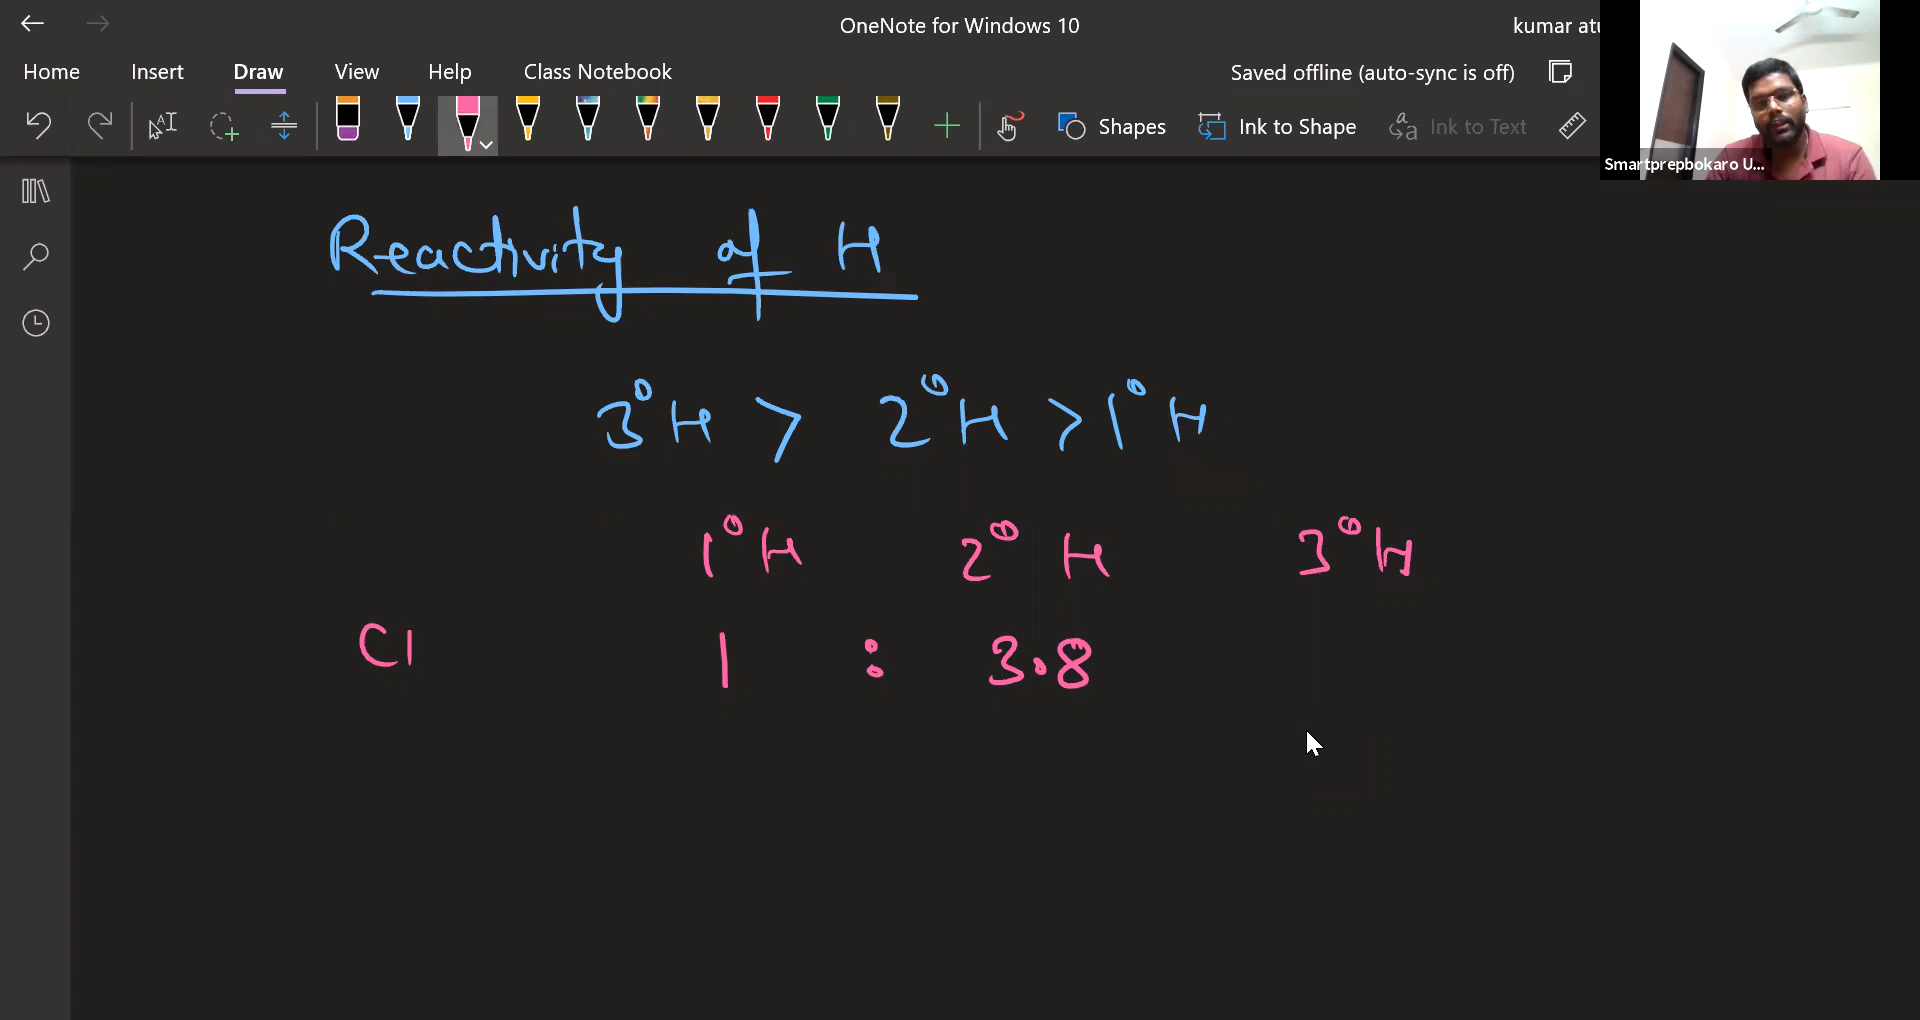 OneNote for Windows 10
kumar atu
Home Insert Draw View Help Class Notebook
Saved offline (auto-sync is off)
Shapes Ink to Shape Ink to Text
Smartprepbokaro U...
Reactivity of H
3° H > 2° H > 1° H
1° H 2° H 3° H
Cl 1 : 3.8